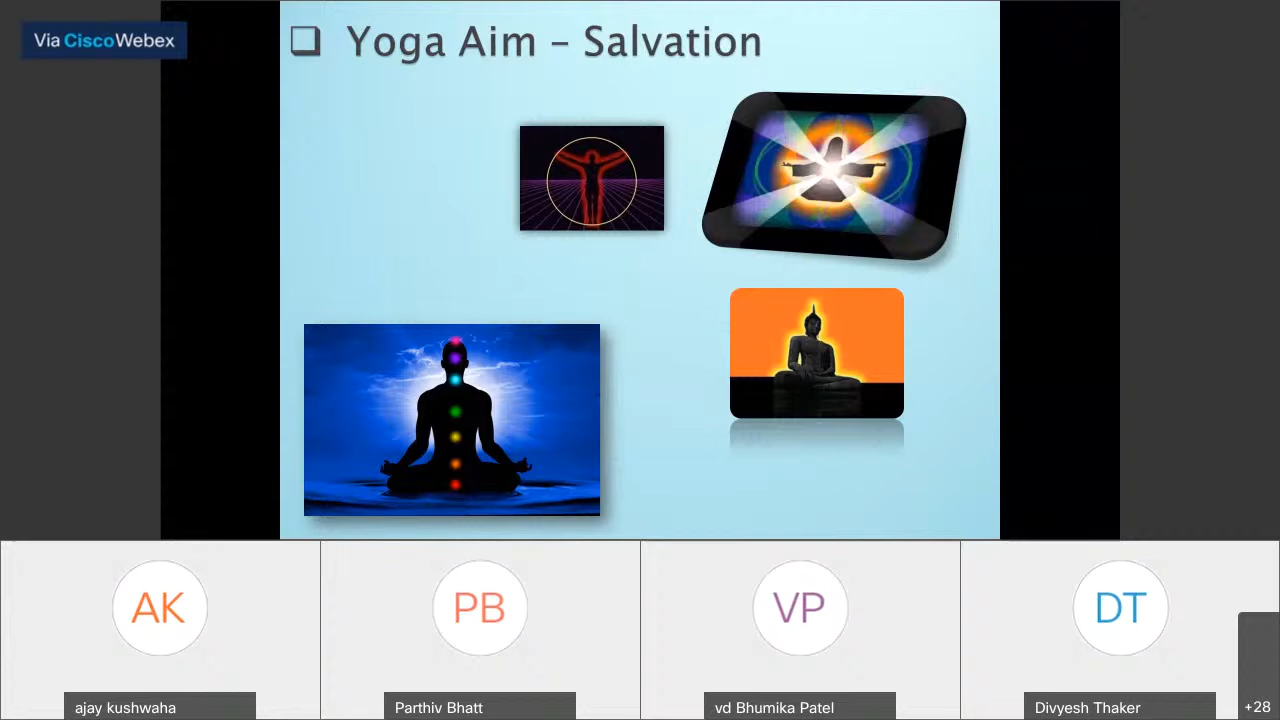 Via CiscoWebex
❑ Yoga Aim – Salvation
AK
PB
VP
DT
ajay kushwaha
Parthiv Bhatt
vd Bhumika Patel
Divyesh Thaker
+28